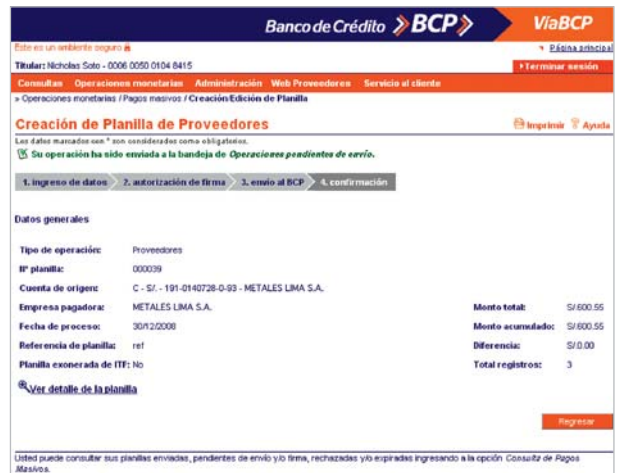 Banco de Crédito BCP
VíaBCP
Este es un ambiente seguro
Página principal
Titular: Nicholas Soto - 0006 0050 0104 8415
Terminar sesión
Consultas Operaciones monetarias Administración Web Proveedores Servicio al cliente
» Operaciones monetarias / Pagos masivos / Creación/Edición de Planilla
Creación de Planilla de Proveedores
Imprimir ? Ayuda
Los datos marcados con * son considerados como obligatorios.
Su operación ha sido enviada a la bandeja de Operaciones pendientes de envío.
1. ingreso de datos 2. autorización de firma 3. envío al BCP 4. confirmación
Datos generales
Tipo de operación: Proveedores
Nº planilla: 000039
Cuenta de origen: C - S/. - 191-0140728-0-93 - METALES LIMA S.A.
Empresa pagadora: METALES LIMA S.A. Monto total: S/.600.55
Fecha de proceso: 30/12/2008 Monto acumulado: S/.600.55
Referencia de planilla: ref Diferencia: S/.0.00
Planilla exonerada de ITF: No Total registros: 3
Ver detalle de la planilla
Regresar
Usted puede consultar sus planillas enviadas, pendientes de envío y/o firma, rechazadas y/o expiradas ingresando a la opción Consulta de Pagos
Masivos.